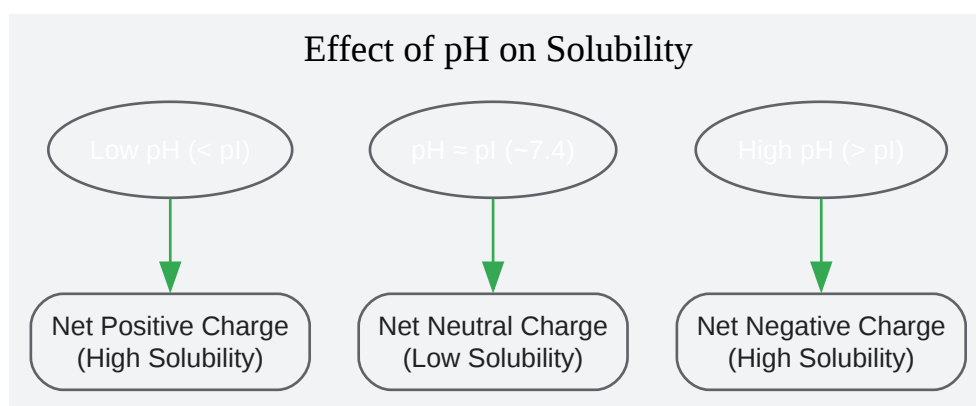 Effect of pH on Solubility
Low pH (< pI)
pH ≈ pI (~7.4)
High pH (> pI)
Net Positive Charge
(High Solubility)
Net Neutral Charge
(Low Solubility)
Net Negative Charge
(High Solubility)